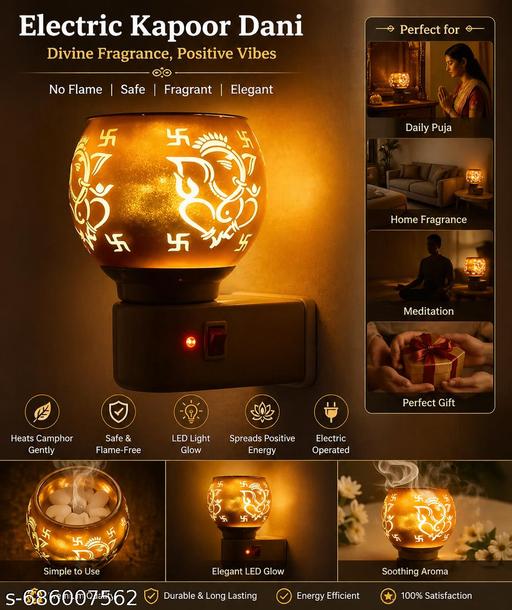 Electric Kapoor Dani
Divine Fragrance, Positive Vibes
No Flame | Safe | Fragrant | Elegant
Perfect for
Daily Puja
Home Fragrance
Meditation
Perfect Gift
Heats Camphor
Gently
Safe &
Flame-Free
LED Light
Glow
Spreads Positive
Energy
Electric
Operated
Simple to Use
Elegant LED Glow
Soothing Aroma
s-686007562
Durable & Long Lasting
Energy Efficient
100% Satisfaction